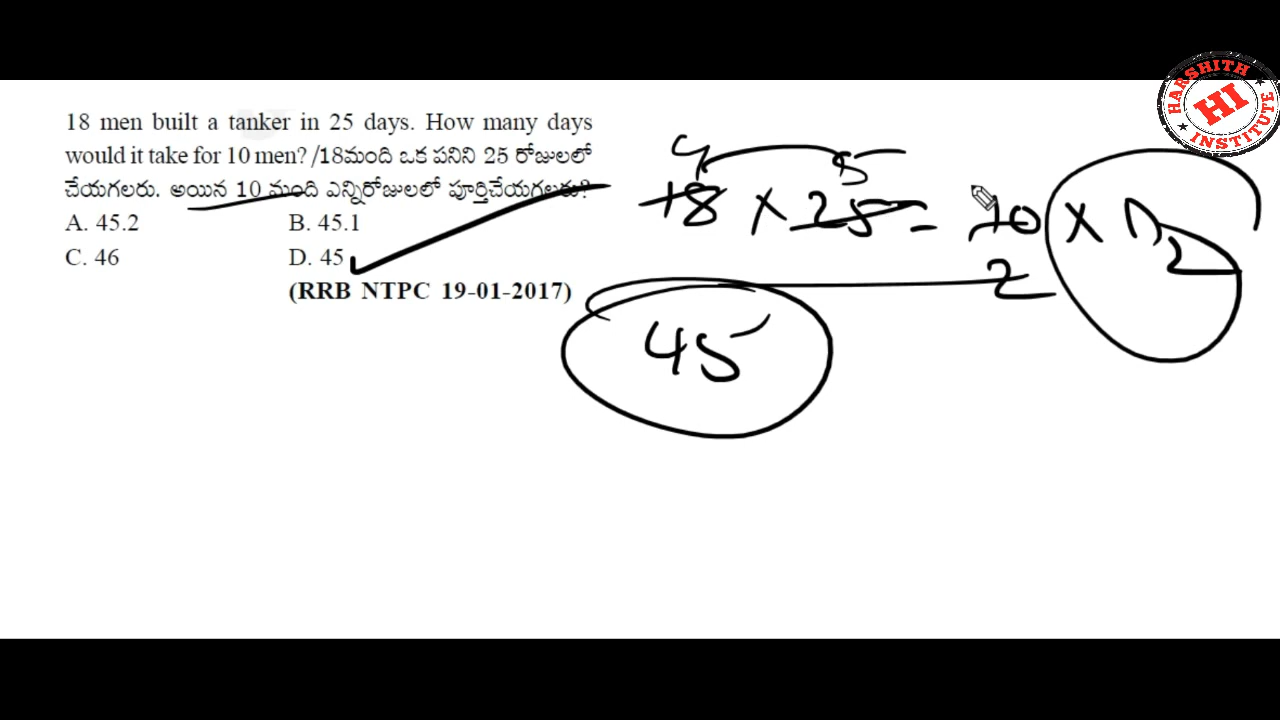 18 men built a tanker in 25 days. How many days
would it take for 10 men? /18మంది ఒక పనిని 25 రోజులలో
చేయగలరు. అయిన 10 మంది ఎన్నిరోజులలో పూర్తిచేయగలరు?
A. 45.2 B. 45.1
C. 46 D. 45
(RRB NTPC 19-01-2017)
9 5
18 × 25 = 10 × D2
2
45
HARSHITH
HI
INSTITUTE